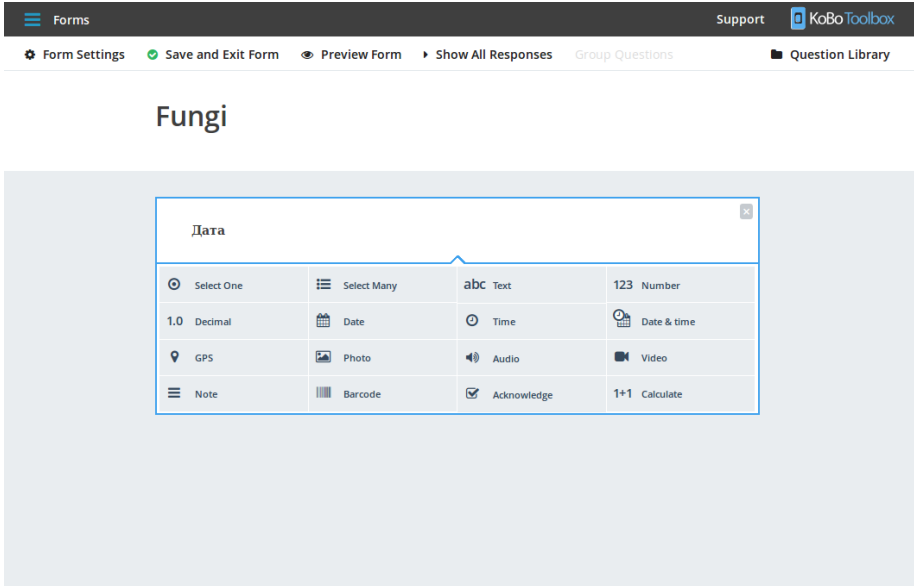 Forms Support KoBoToolbox
Form Settings Save and Exit Form Preview Form Show All Responses Group Questions Question Library
Fungi
Дата
Select One Select Many abc Text 123 Number
1.0 Decimal Date Time Date & time
GPS Photo Audio Video
Note Barcode Acknowledge 1+1 Calculate